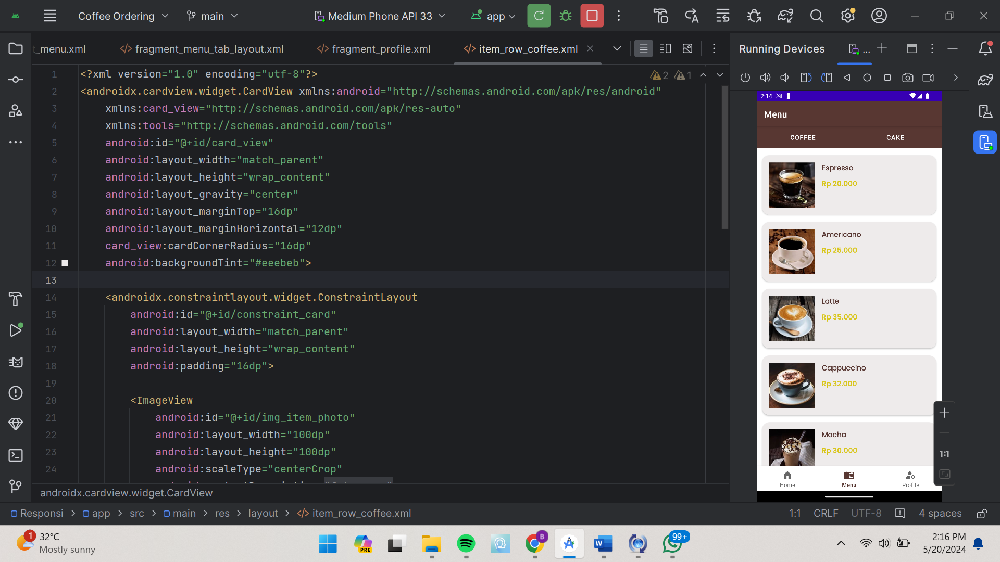 Coffee Ordering
main
Medium Phone API 33
app
t_menu.xml
</> fragment_menu_tab_layout.xml
</> fragment_profile.xml
</> item_row_coffee.xml
Running Devices
...
2
1
1 <?xml version="1.0" encoding="utf-8"?>
2 <androidx.cardview.widget.CardView xmlns:android="http://schemas.android.com/apk/res/android"
3 xmlns:card_view="http://schemas.android.com/apk/res-auto"
4 xmlns:tools="http://schemas.android.com/tools"
5 android:id="@+id/card_view"
6 android:layout_width="match_parent"
7 android:layout_height="wrap_content"
8 android:layout_gravity="center"
9 android:layout_marginTop="16dp"
10 android:layout_marginHorizontal="12dp"
11 card_view:cardCornerRadius="16dp"
12 android:backgroundTint="#eeebeb">
13
14 <androidx.constraintlayout.widget.ConstraintLayout
15 android:id="@+id/constraint_card"
16 android:layout_width="match_parent"
17 android:layout_height="wrap_content"
18 android:padding="16dp">
19
20 <ImageView
21 android:id="@+id/img_item_photo"
22 android:layout_width="100dp"
23 android:layout_height="100dp"
24 android:scaleType="centerCrop"
androidx.cardview.widget.CardView
2:16
Menu
COFFEE
CAKE
Espresso
Rp 20.000
Americano
Rp 25.000
Latte
Rp 35.000
Cappuccino
Rp 32.000
Mocha
Rp 30.000
Home
Menu
Profile
1:1
Responsi > app > src > main > res > layout > </> item_row_coffee.xml
1:1
CRLF
UTF-8
4 spaces
1
32°C
Mostly sunny
PRE
B
W
99+
2:16 PM
5/20/2024